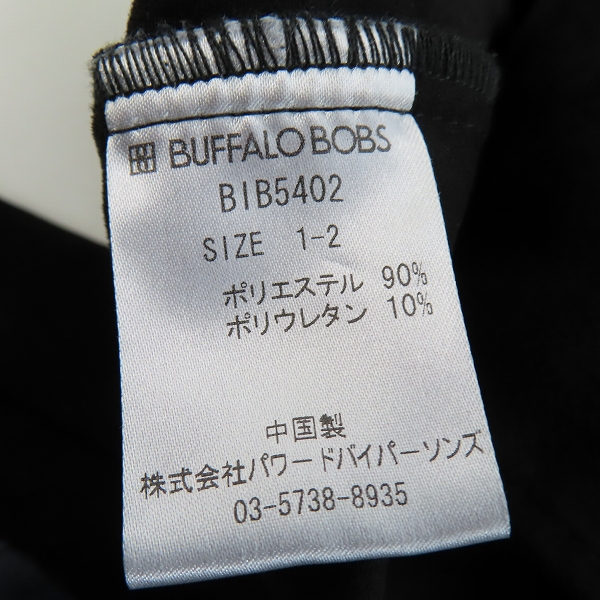 BUFFALO BOBS
BIB5402
SIZE 1-2
ポリエステル 90%
ポリウレタン 10%
中国製
株式会社パワードバイパーソンズ
03-5738-8935